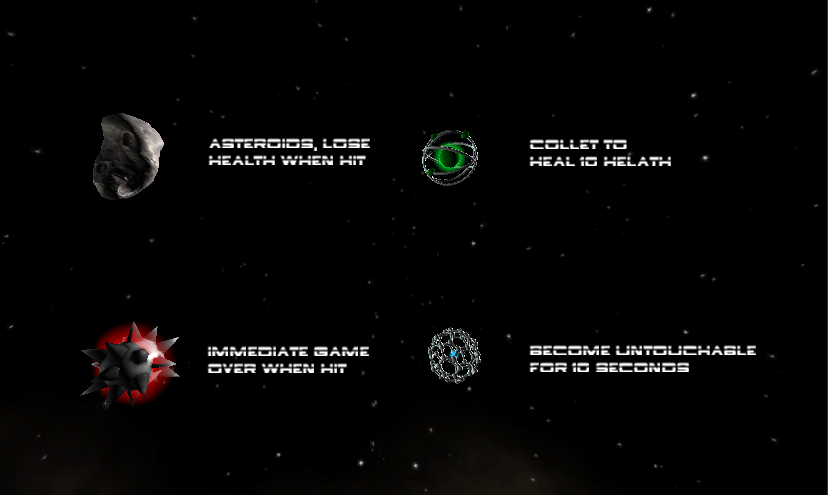 ASTEROIDS, LOSE
HEALTH WHEN HIT
COLLET TO
HEAL 10 HELATH
IMMEDIATE GAME
OVER WHEN HIT
BECOME UNTOUCHABLE
FOR 10 SECONDS